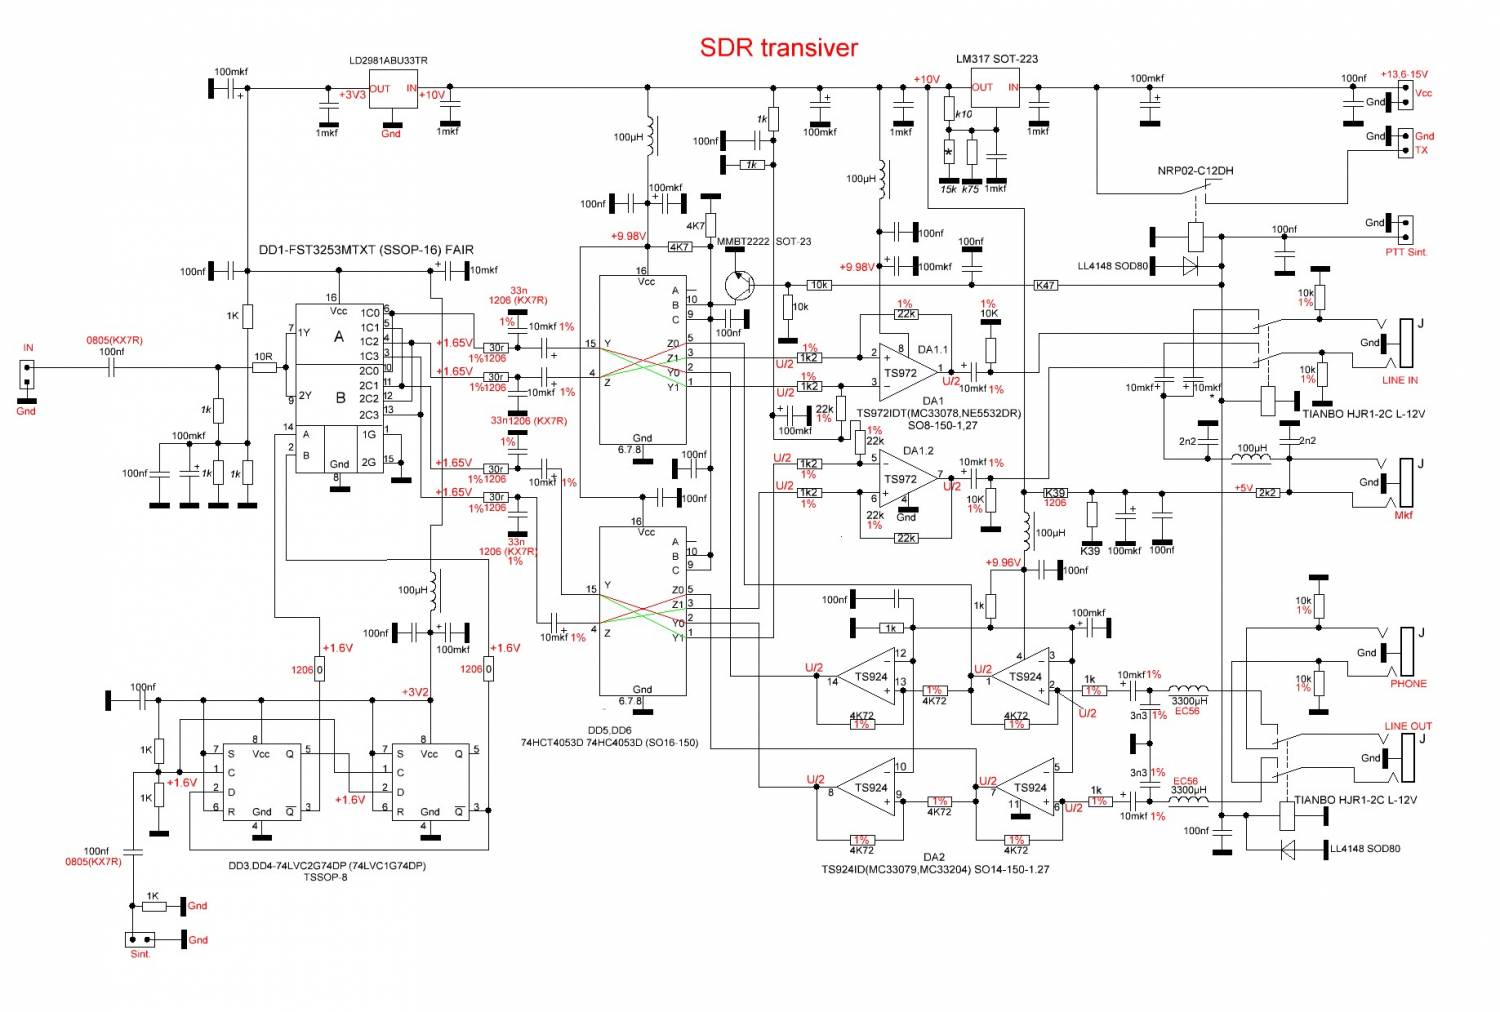 SDR transiver
LD2981ABU33TR
LM317 SOT-223
100mkf
OUT
IN
+3V3
+10V
Gnd
1mkf
1mkf
100µH
1k
100nf
1k
100mkf
+10V
OUT
IN
1mkf
k10
*
15k
k75
1mkf
1mkf
100mkf
100nf
+13.6-15V
Vcc
Gnd
Gnd
Gnd
TX
NRP02-C12DH
100µH
100nf
100mkf
4K7
+9.98V
4K7
MMBT2222 SOT-23
100nf
100mkf
+9.98V
100nf
100nf
Gnd
PTT Sint.
LL4148 SOD80
DD1-FST3253MTXT (SSOP-16) FAIR
100nf
10mkf
16
Vcc
1K
7
1Y
A
2Y
9
B
1C0
6
1C1
5
1C2
4
1C3
3
2C0
10
2C1
11
2C2
12
2C3
13
14
A
2
B
1G
1
2G
15
Gnd
8
IN
0805(KX7R)
100nf
Gnd
10R
1k
100mkf
100nf
1k
1k
33n
1206 (KX7R)
1%
10mkf
1%
+1.65V
30r
1%1206
+1.65V
30r
1%1206
10mkf
1%
33n1206 (KX7R)
1%
+1.65V
30r
1%1206
10mkf
1%
+1.65V
30r
1%1206
33n
1206 (KX7R)
1%
16
Vcc
A
B
10
C
9
15
Y
4
Z
Z0
5
Z1
3
Y0
2
Y1
1
Gnd
6.7.8
100nf
100nf
100nf
10k
10k
K47
16
Vcc
A
B
10
C
9
15
Y
4
Z
Z0
5
Z1
3
Y0
2
Y1
1
Gnd
6.7.8
10mkf 1%
DD5,DD6
74HCT4053D 74HC4053D (SO16-150)
1%
22k
1%
1k2
U/2
1k2
1%
2
3
8
DA1.1
TS972
1
U/2
1%
10K
10mkf
1%
DA1
TS972IDT(MC33078,NE5532DR)
SO8-150-1,27
22k
1%
100mkf
1%
22k
U/2
1%
1k2
U/2
1k2
1%
5
6
4
DA1.2
TS972
7
Gnd
U/2
22k
1%
22k
10mkf 1%
10K
1%
10k
1%
J
Gnd
10k
1%
LINE IN
10mkf
10mkf
*
TIANBO HJR1-2C L-12V
2n2
100µH
2n2
J
Gnd
Mkf
K39
1206
+5V
2k2
K39
100mkf
100nf
100µH
+9.96V
100nf
1k
100nf
1k
100mkf
U/2
12
14
13
TS924
4K72
1%
1%
4K72
U/2
4
3
1
2
TS924
4K72
1%
U/2
1k
1%
10mkf
1%
3n3
1%
3300µH
EC56
U/2
10
8
9
TS924
1%
4K72
1%
4K72
U/2
5
7
6
11
TS924
1%
4K72
U/2
1k
1%
10mkf
1%
3n3
1%
EC56
3300µH
DA2
TS924ID(MC33079,MC33204) SO14-150-1.27
10k
1%
J
Gnd
10k
1%
PHONE
LINE OUT
J
Gnd
TIANBO HJR1-2C L-12V
100nf
LL4148 SOD80
100µH
100nf
100mkf
+1.6V
1206
0
+1.6V
1206
0
+3V2
100nf
1K
1K
+1.6V
8
7
S
Vcc
Q
5
1
C
2
D
6
R
Gnd
Q
3
4
+1.6V
8
7
S
Vcc
Q
5
1
C
2
D
6
R
Gnd
Q
3
4
100nf
0805(KX7R)
DD3,DD4-74LVC2G74DP (74LVC1G74DP)
TSSOP-8
1K
Gnd
Gnd
Sint.